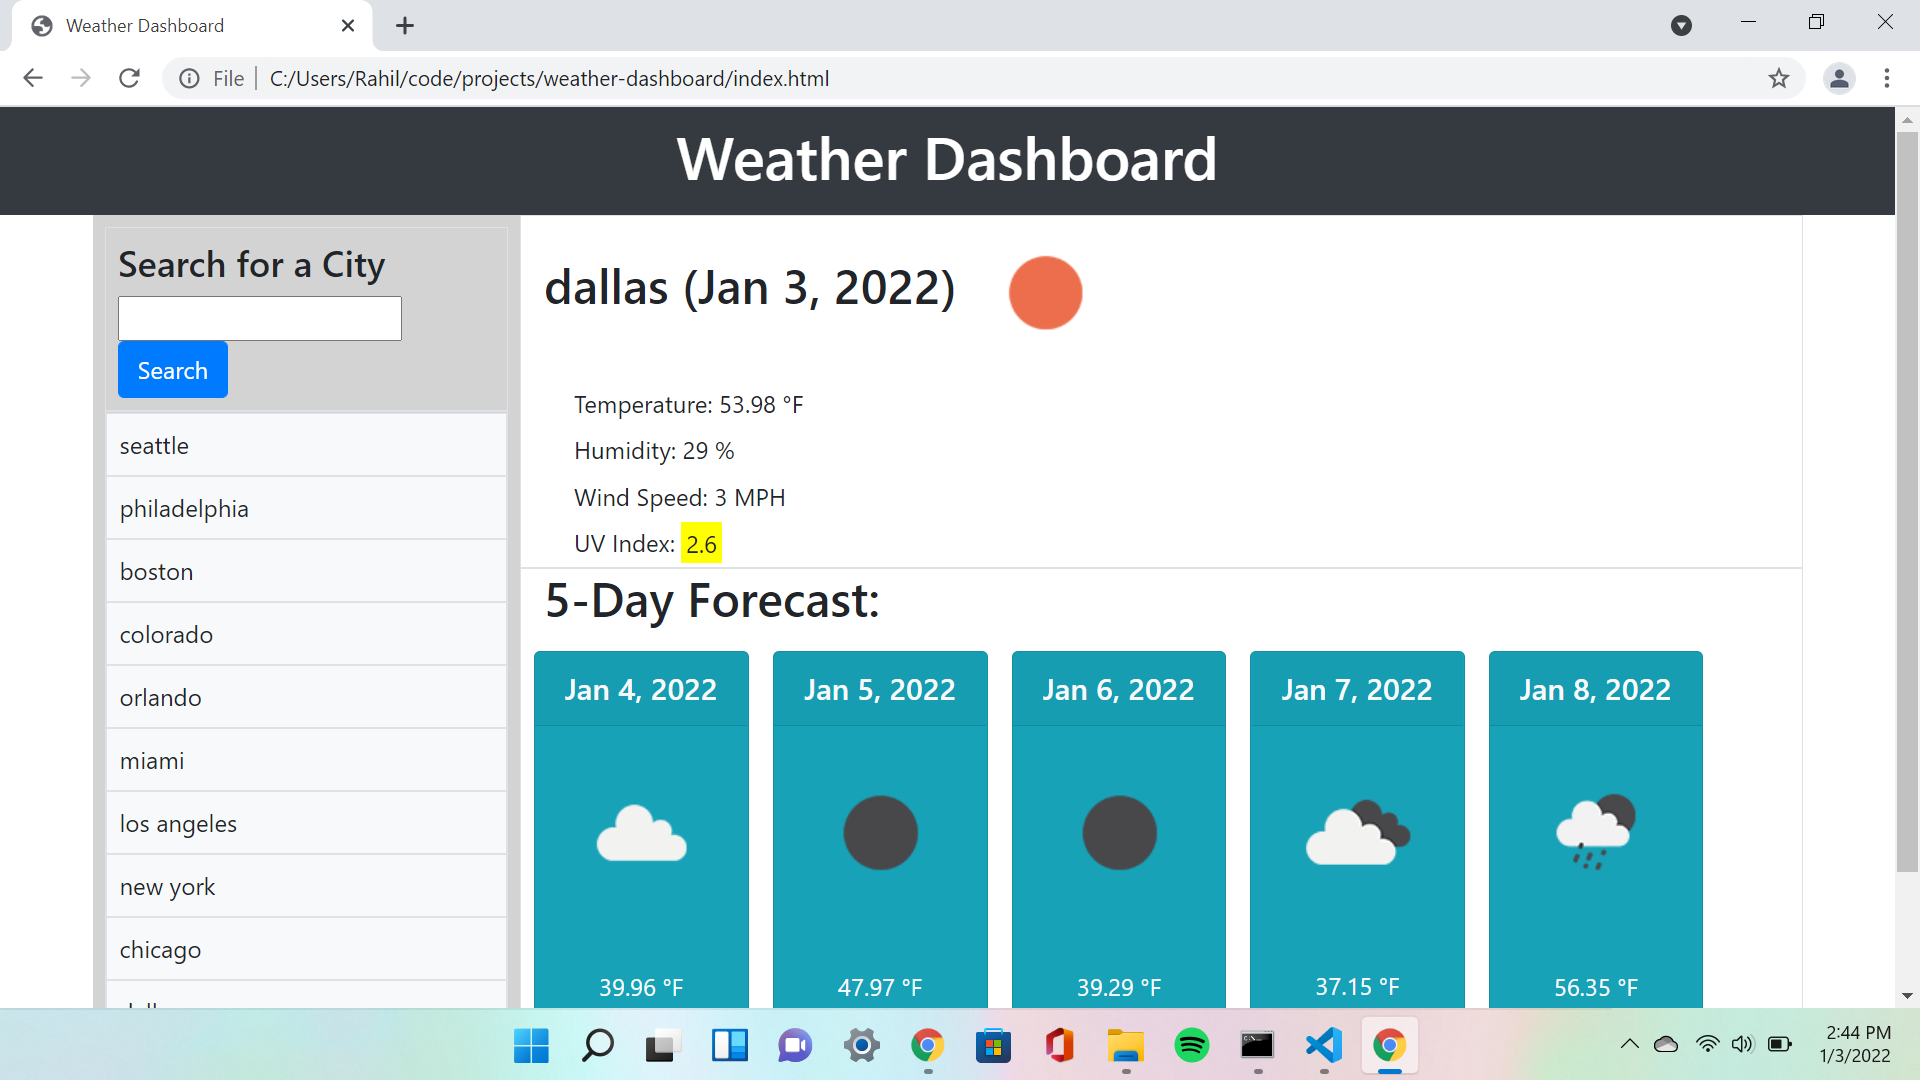 Weather Dashboard
File
C:/Users/Rahil/code/projects/weather-dashboard/index.html
Weather Dashboard
Search for a City
Search
seattle
philadelphia
boston
colorado
orlando
miami
los angeles
new york
chicago
dallas (Jan 3, 2022)
Temperature: 53.98 °F
Humidity: 29 %
Wind Speed: 3 MPH
UV Index: 2.6
5-Day Forecast:
Jan 4, 2022
39.96 °F
Jan 5, 2022
47.97 °F
Jan 6, 2022
39.29 °F
Jan 7, 2022
37.15 °F
Jan 8, 2022
56.35 °F
2:44 PM
1/3/2022